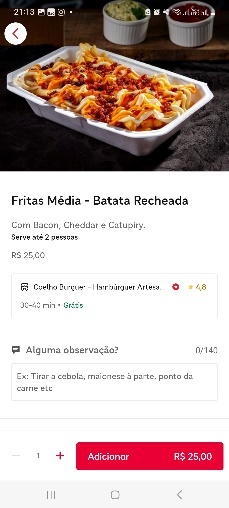 21:13
Fritas Média - Batata Recheada
Com Bacon, Cheddar e Catupiry.
Serve até 2 pessoas
R$ 25,00
Coelho Burguer - Hambúrguer Artesa...
4,8
30-40 min • Grátis
Alguma observação?
0/140
Ex: Tirar a cebola, maionese à parte, ponto da
carne etc
1
Adicionar
R$ 25,00